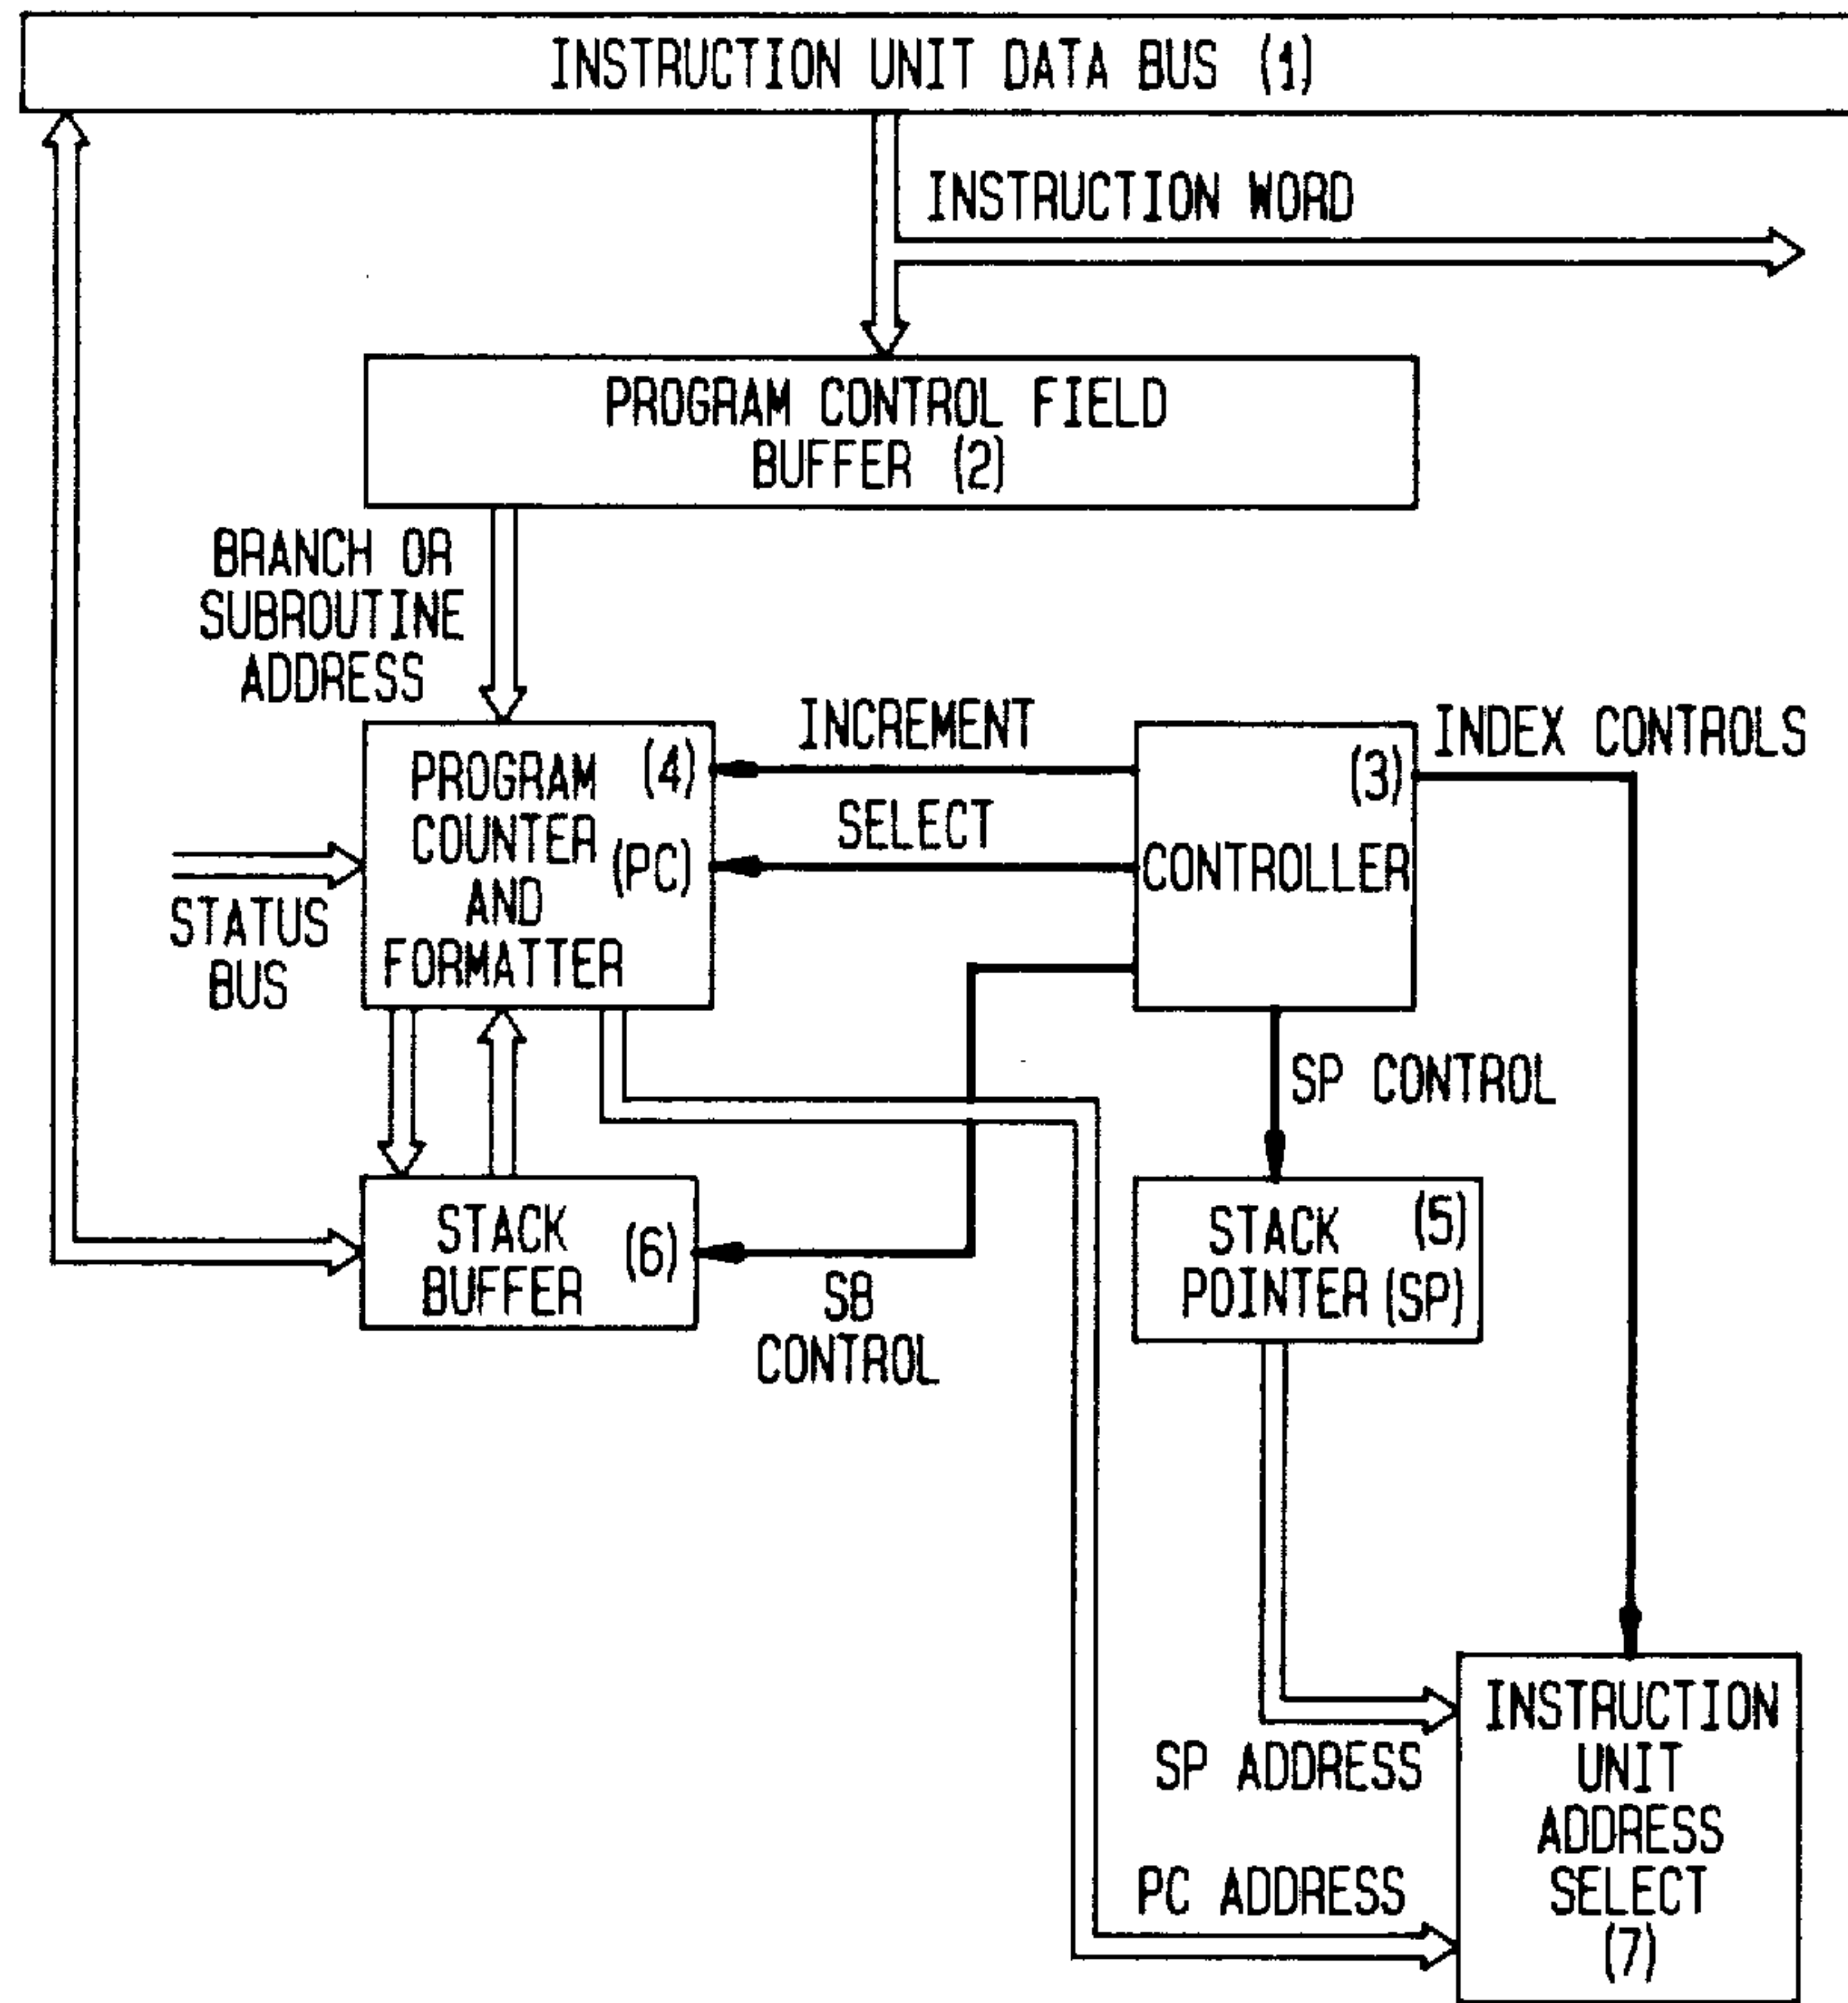 INSTRUCTION UNIT DATA BUS (1)
INSTRUCTION WORD
PROGRAM CONTROL FIELD
BUFFER (2)
BRANCH OR
SUBROUTINE
ADDRESS
INCREMENT
SELECT
INDEX CONTROLS
PROGRAM (4)
COUNTER
(PC)
AND
FORMATTER
(3)
CONTROLLER
STATUS
BUS
SP CONTROL
STACK
BUFFER
(6)
SB
CONTROL
STACK (5)
POINTER (SP)
SP ADDRESS
PC ADDRESS
INSTRUCTION
UNIT
ADDRESS
SELECT
(7)